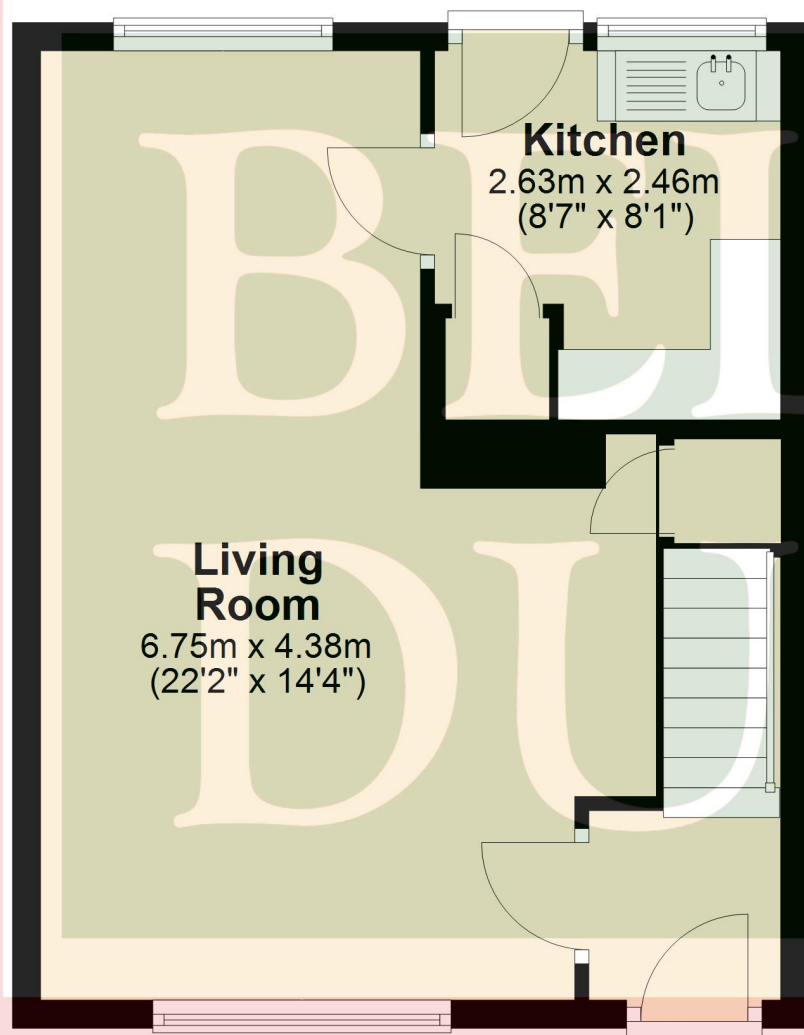 Kitchen
2.63m x 2.46m
(8'7" x 8'1")
Living
Room
6.75m x 4.38m
(22'2" x 14'4")